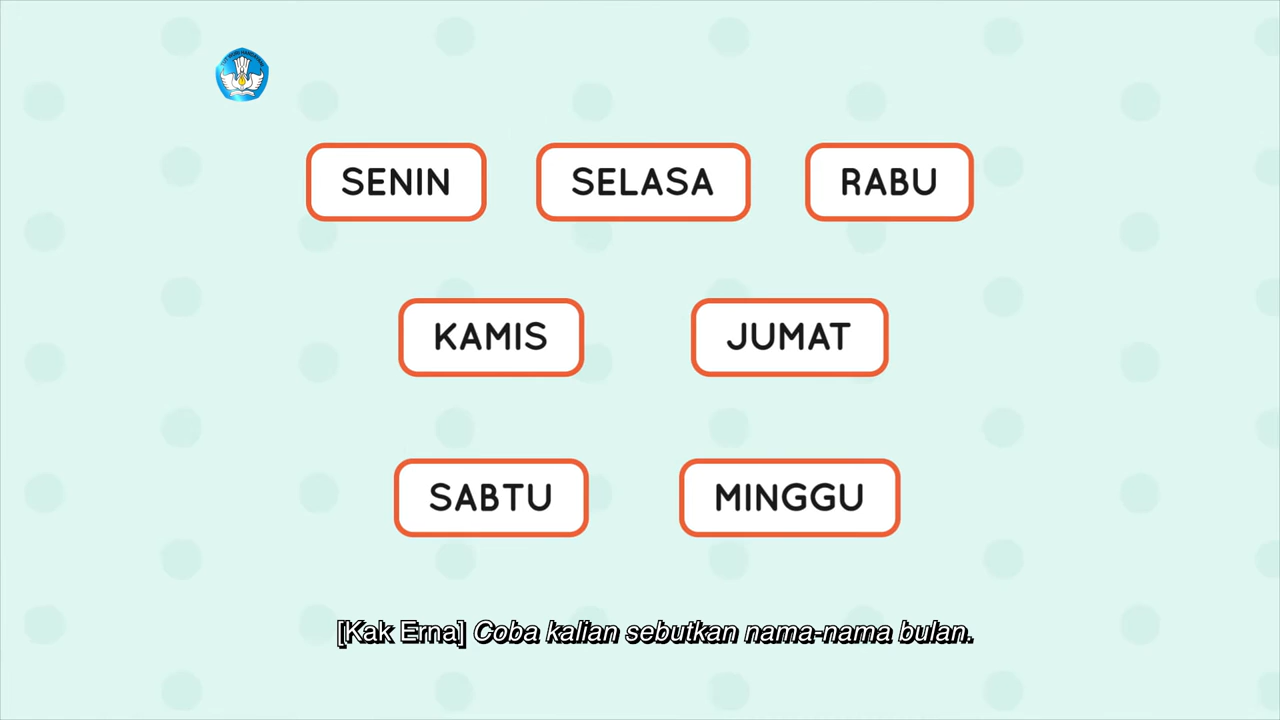 SENIN SELASA RABU
KAMIS JUMAT
SABTU MINGGU
[Kak Erna] Coba kalian sebutkan nama-nama bulan.